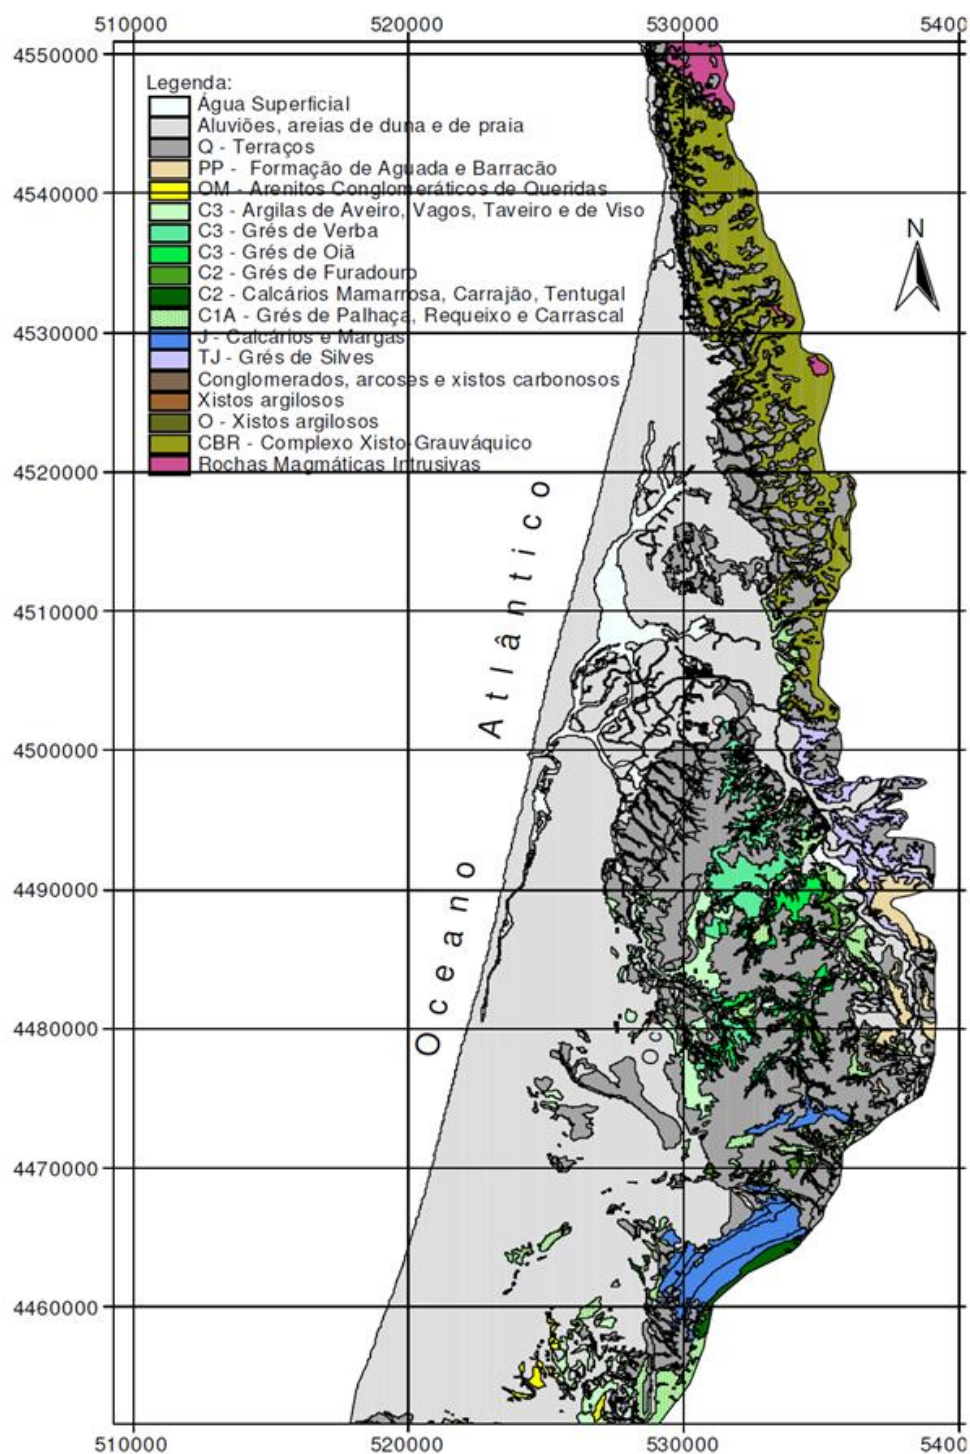 510000 520000 530000 5400
4550000
Legenda:
Água Superficial
Aluviões, areias de duna e de praia
Q - Terraços
PP - Formação de Aguada e Barracão
4540000
OM - Arenitos Conglomeráticos de Queridas
C3 - Argilas de Aveiro, Vagos, Taveiro e de Viso
C3 - Grés de Verba
N
C3 - Grés de Oiã
C2 - Grés de Furadouro
C2 - Calcários Mamarrosa, Carrajão, Tentugal
C1A - Grés de Palhaça, Requeixo e Carrascal
4530000
J - Calcários e Margas
TJ - Grés de Silves
Conglomerados, arcoses e xistos carbonosos
Xistos argilosos
O - Xistos argilosos
CBR - Complexo Xisto-Grauváquico
Rochas Magmáticas Intrusivas
4520000
4510000
4500000
4490000
4480000
4470000
4460000
Oceano Atlântico
510000 520000 530000 5400